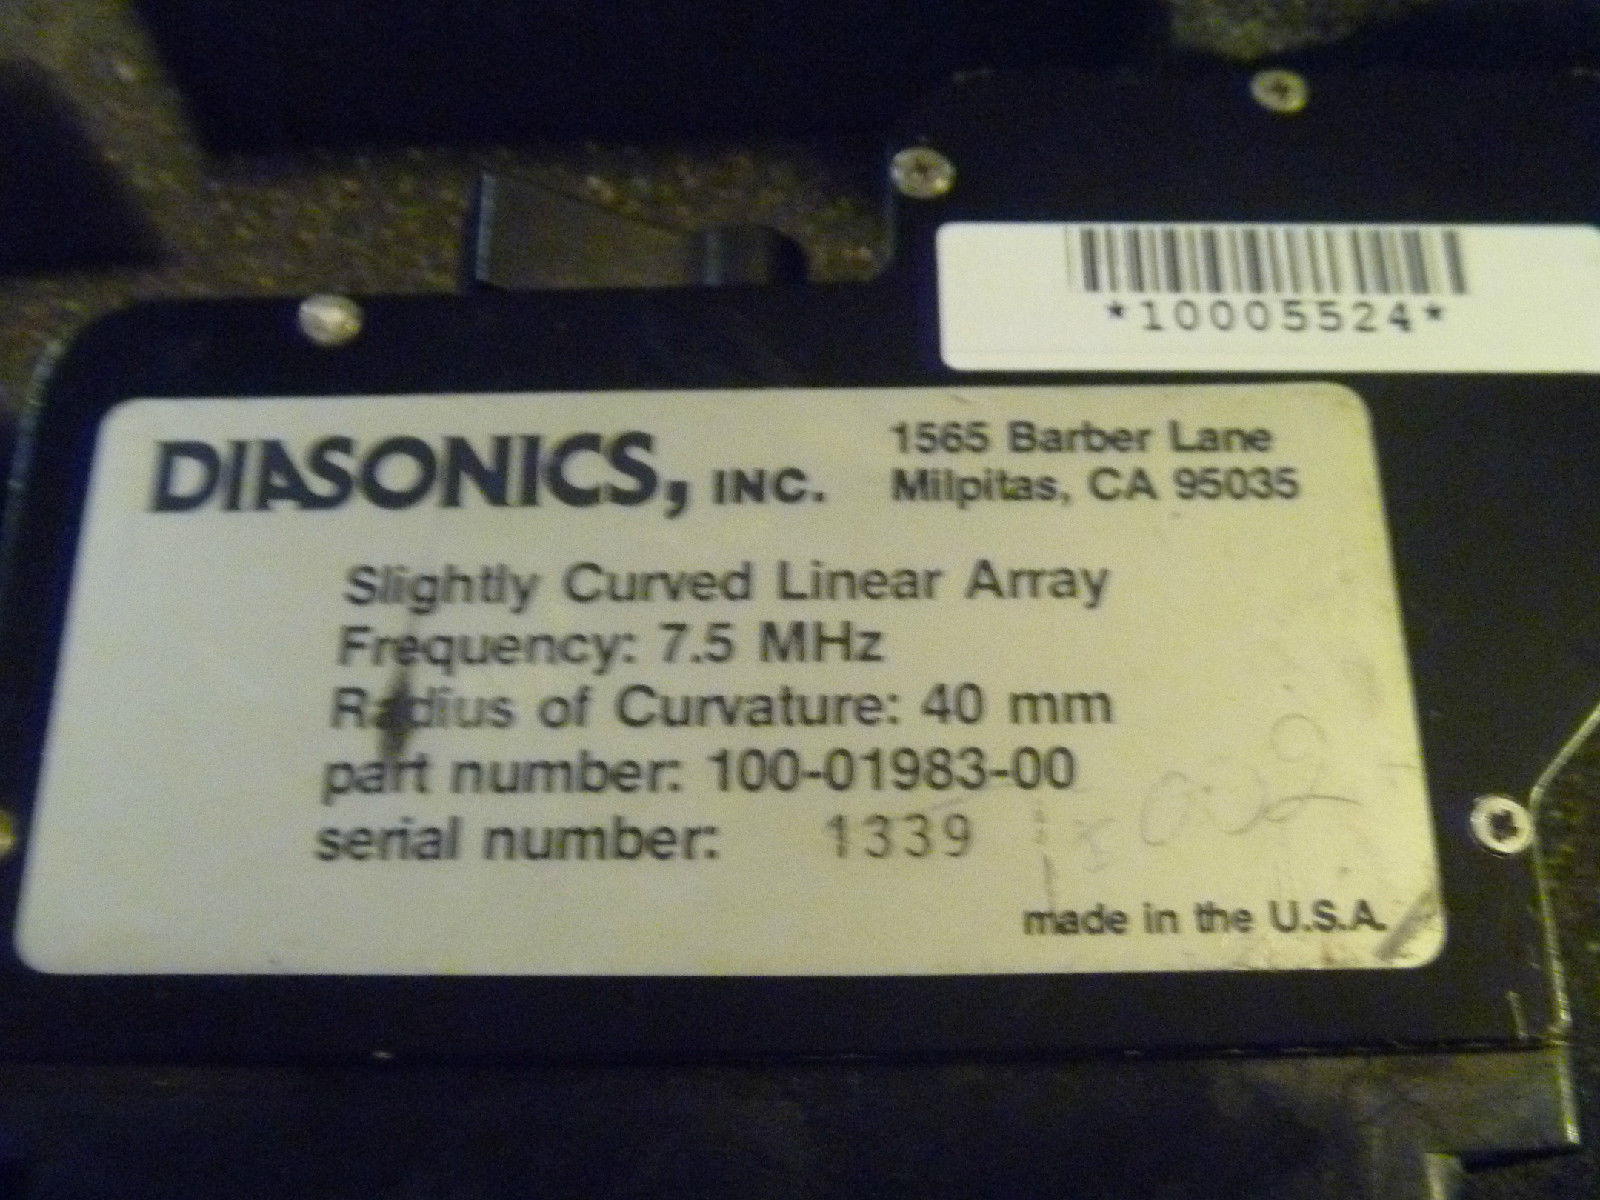 *10005524*
DIASONICS, INC.
1565 Barber Lane
Milpitas, CA 95035
Slightly Curved Linear Array
Frequency: 7.5 MHz
Radius of Curvature: 40 mm
part number: 100-01983-00
serial number: 1339
made in the U.S.A.